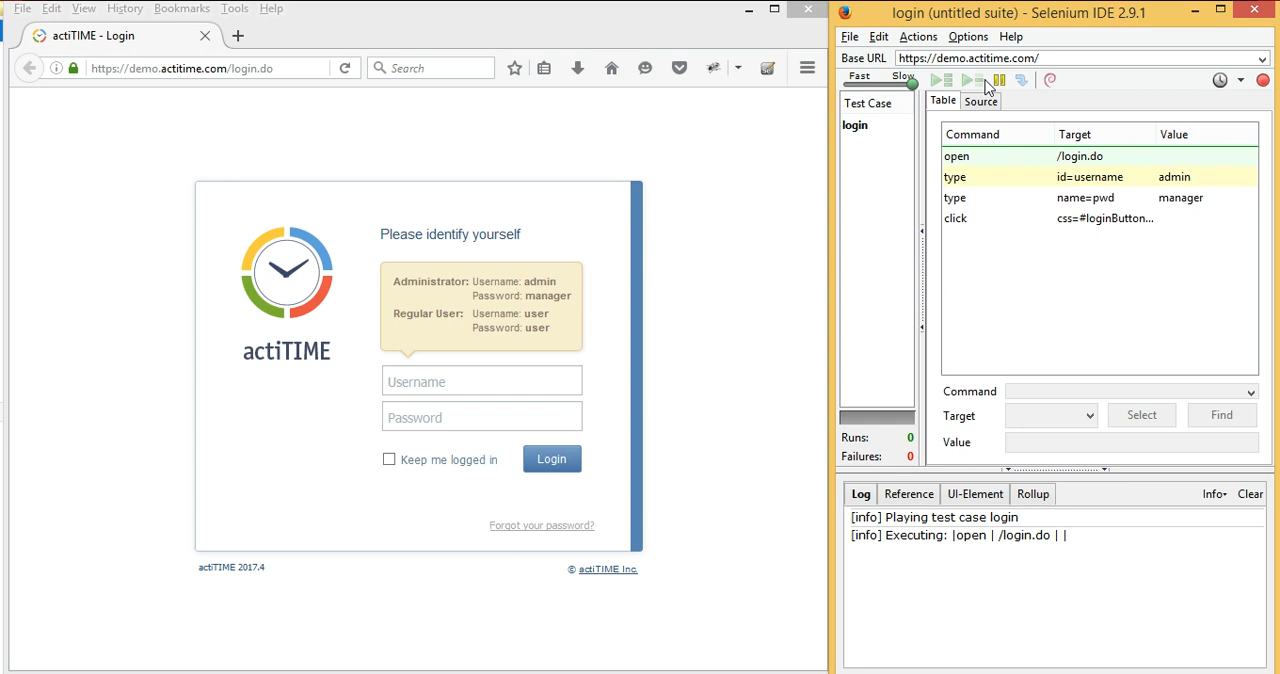 File Edit View History Bookmarks Tools Help
actiTIME - Login
https://demo.actitime.com/login.do
Search
Please identify yourself
Administrator: Username: admin
Password: manager
Regular User: Username: user
Password: user
actiTIME
Username
Password
Keep me logged in
Login
Forgot your password?
actiTIME 2017.4
© actiTIME Inc.
login (untitled suite) - Selenium IDE 2.9.1
File Edit Actions Options Help
Base URL https://demo.actitime.com/
Fast Slow
Test Case
login
Table Source
Command Target Value
open /login.do
type id=username admin
type name=pwd manager
click css=#loginButton...
Command
Target Select Find
Value
Runs: 0
Failures: 0
Log Reference UI-Element Rollup Info Clear
[info] Playing test case login
[info] Executing: |open | /login.do | |